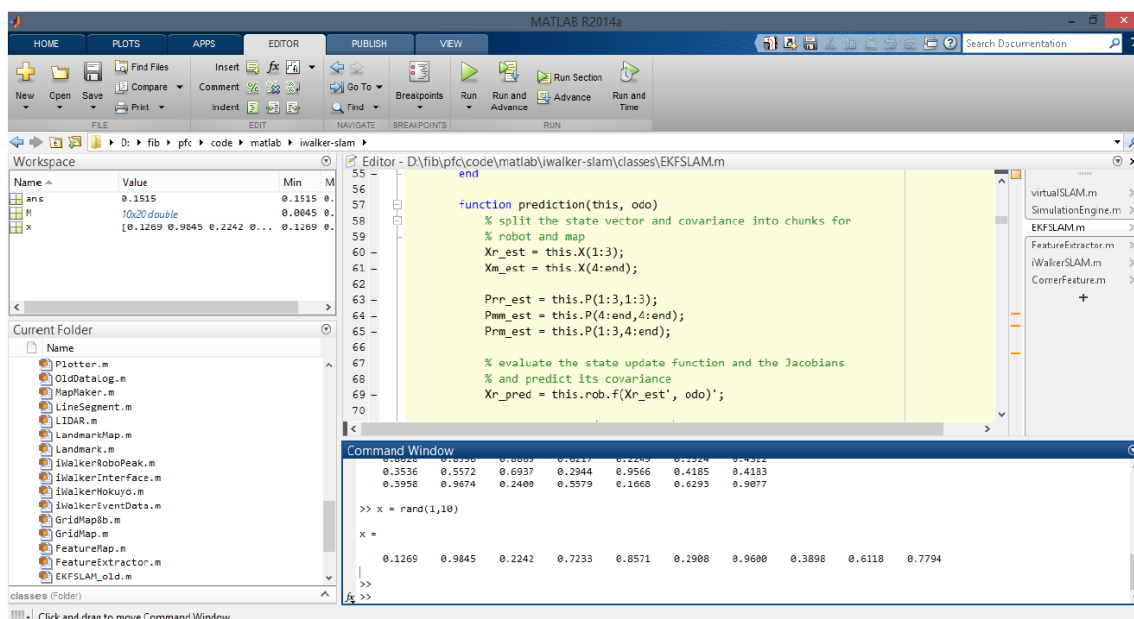 MATLAB R2014a
HOME PLOTS APPS EDITOR PUBLISH VIEW
Search Documentation
New Open Save Find Files Compare Print
Insert fx Comment Indent
Go To Find Breakpoints Run Run and Advance Run Section Advance Run and Time
FILE EDIT NAVIGATE BREAKPOINTS RUN
D: fib pfc code matlab iwalker-slam
Workspace
Name Value Min M
ans 0.1515 0.1515 0.
M 10x20 double 0.0045 0.
x [0.1269 0.9845 0.2242 0... 0.1269 0.
Current Folder
Name
Plotter.m
OldDataLog.m
MapMaker.m
LineSegment.m
LIDAR.m
LandmarkMap.m
Landmark.m
iWalkerRoboPeak.m
iWalkerInterface.m
iWalkerHokuyo.m
iWalkerEventData.m
GridMap8b.m
GridMap.m
FeatureMap.m
FeatureExtractor.m
EKFSLAM_old.m
classes (Folder)
Editor - D:\fib\pfc\code\matlab\iwalker-slam\classes\EKFSLAM.m
55 – end
56
57 function prediction(this, odo)
58 % split the state vector and covariance into chunks for
59 % robot and map
60 – Xr_est = this.X(1:3);
61 – Xm_est = this.X(4:end);
62
63 – Prr_est = this.P(1:3,1:3);
64 – Pmm_est = this.P(4:end,4:end);
65 – Prm_est = this.P(1:3,4:end);
66
67 % evaluate the state update function and the Jacobians
68 % and predict its covariance
69 – Xr_pred = this.rob.f(Xr_est', odo)';
70
virtualSLAM.m
SimulationEngine.m
EKFSLAM.m
FeatureExtractor.m
iWalkerSLAM.m
CornerFeature.m
+
Command Window
0.3536 0.5572 0.6937 0.2944 0.9566 0.4185 0.4183
0.3958 0.9674 0.2400 0.5579 0.1668 0.6293 0.9077
>> x = rand(1,10)
x =
0.1269 0.9845 0.2242 0.7233 0.8571 0.2908 0.9600 0.3898 0.6118 0.7794
>>
fx >>
Click and drag to move Command Window